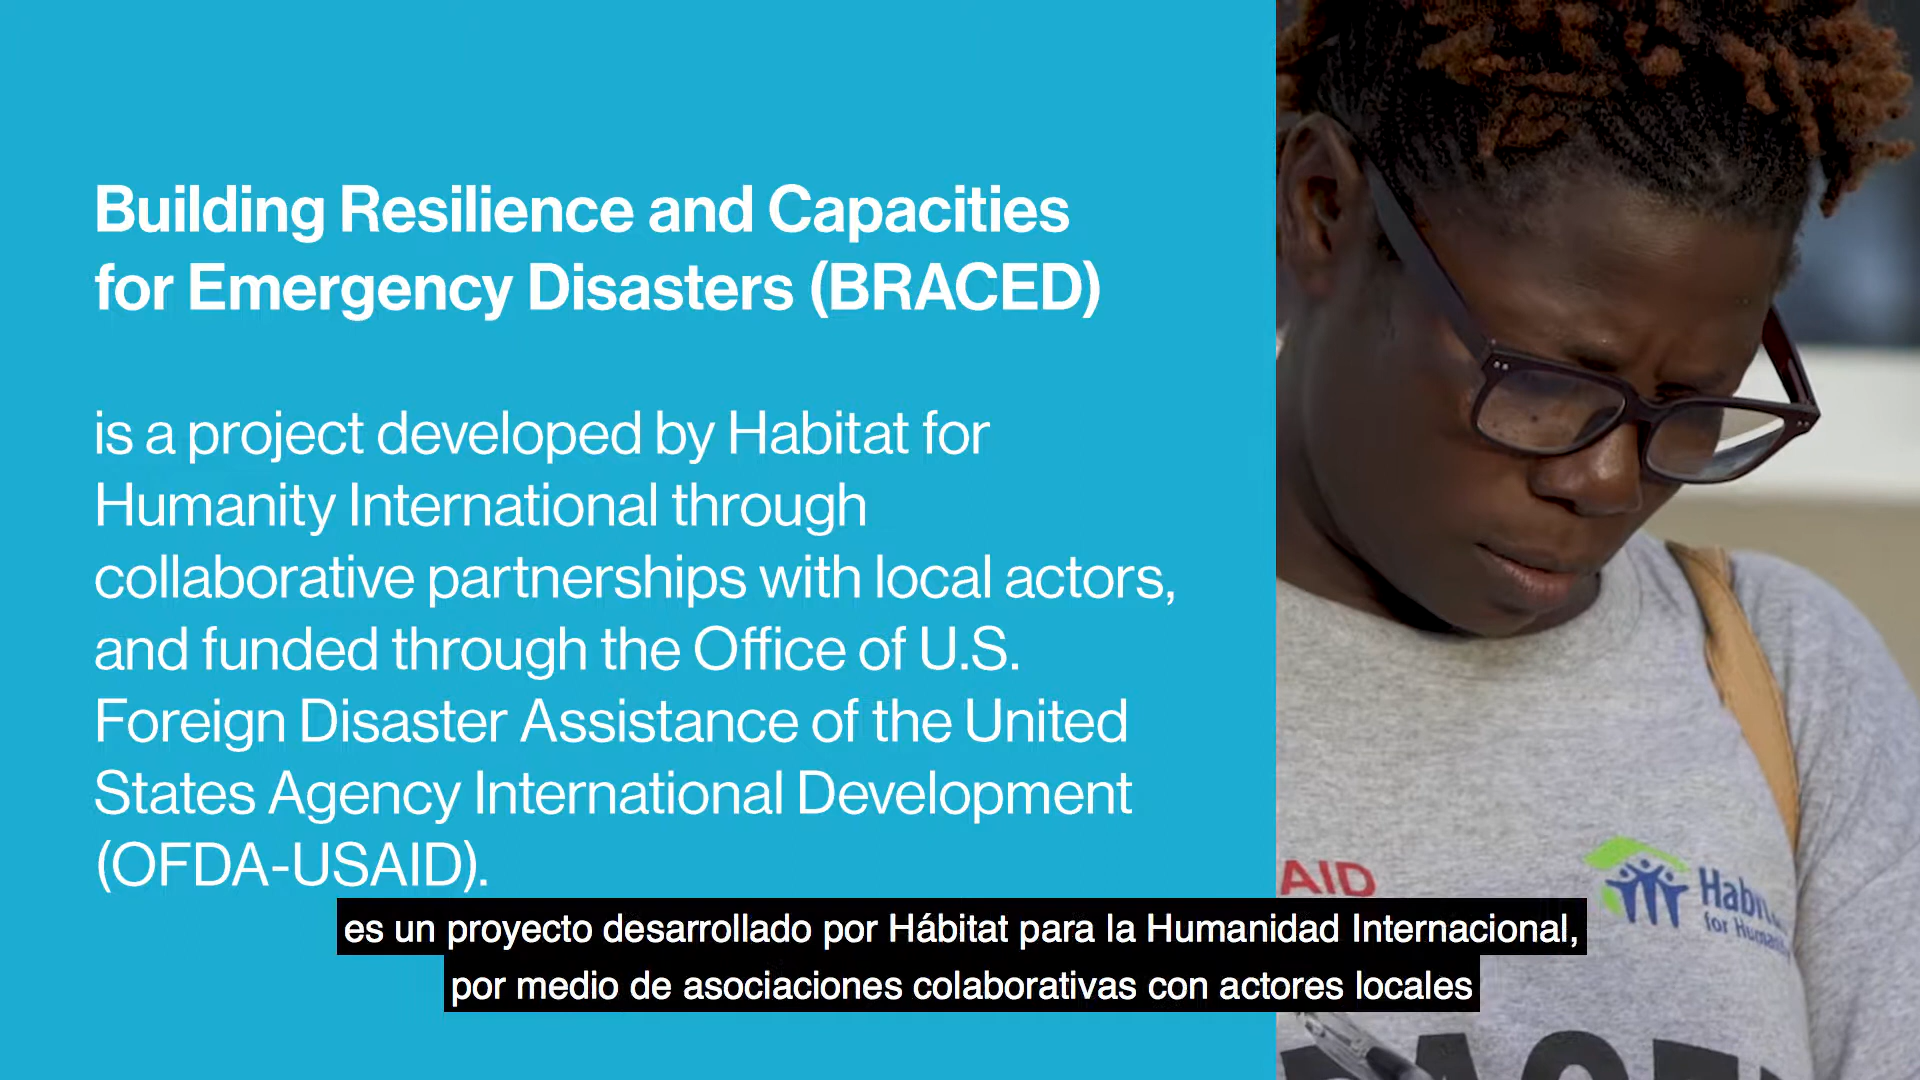 Building Resilience and Capacities
for Emergency Disasters (BRACED)
is a project developed by Habitat for
Humanity International through
collaborative partnerships with local actors,
and funded through the Office of U.S.
Foreign Disaster Assistance of the United
States Agency International Development
(OFDA-USAID).
AID
for
es un proyecto desarrollado por Hábitat para la Humanidad Internacional,
por medio de asociaciones colaborativas con actores locales